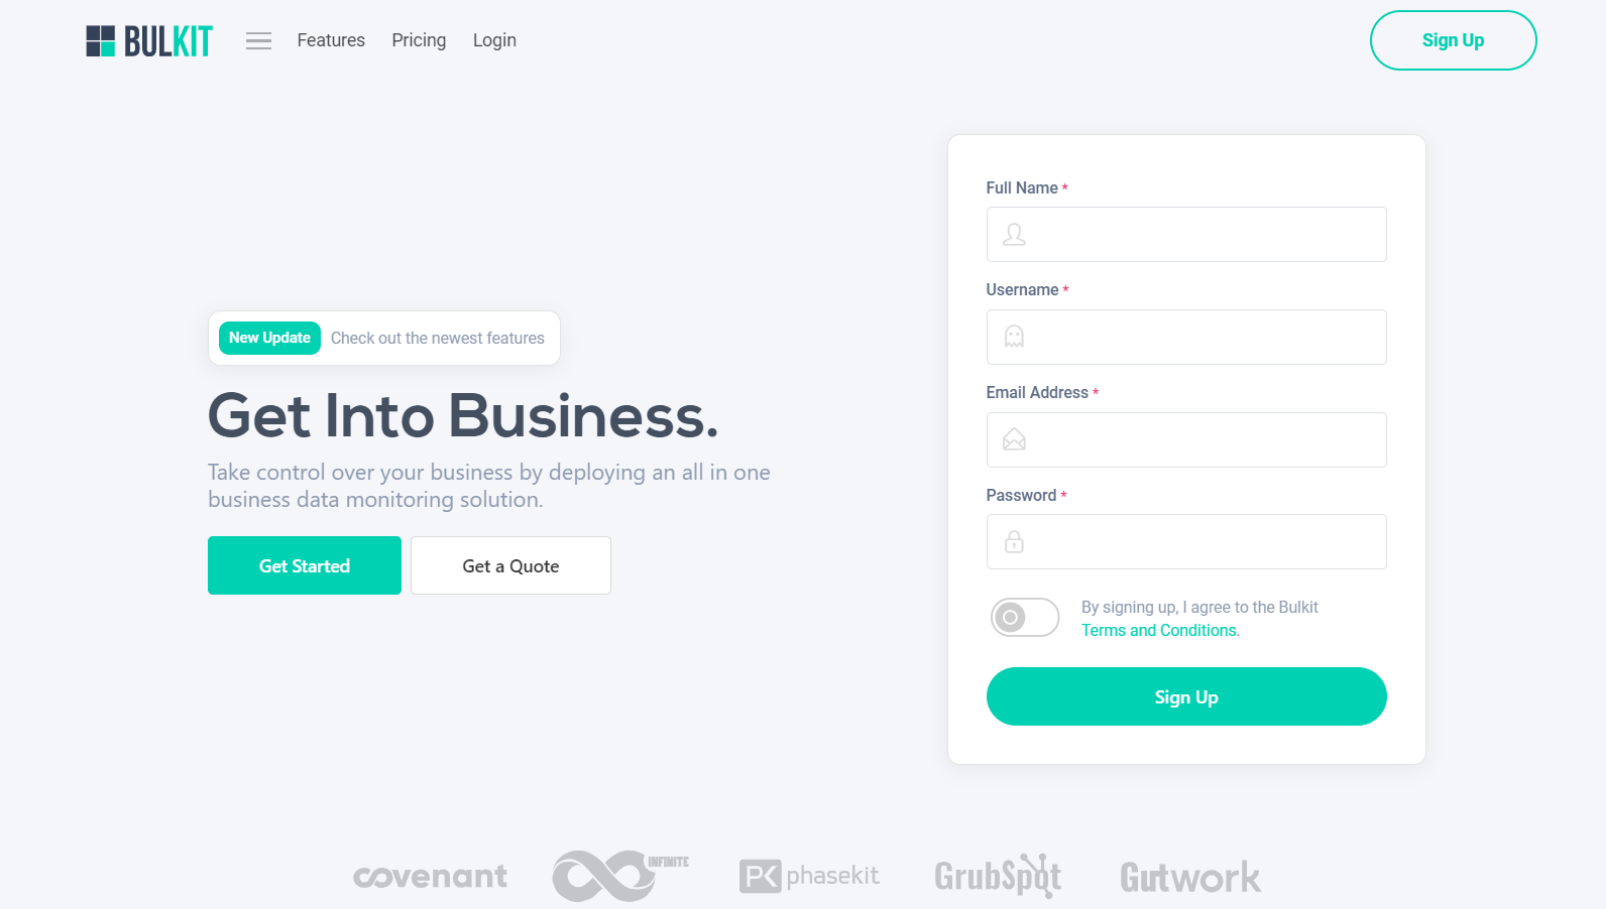 BULKIT
Features
Pricing
Login
Sign Up
New Update Check out the newest features
Get Into Business.
Take control over your business by deploying an all in one
business data monitoring solution.
Get Started
Get a Quote
Full Name *
Username *
Email Address *
Password *
By signing up, I agree to the Bulkit
Terms and Conditions.
Sign Up
covenant
INFINITE
PK phasekit
GrubSpot
Gutwork